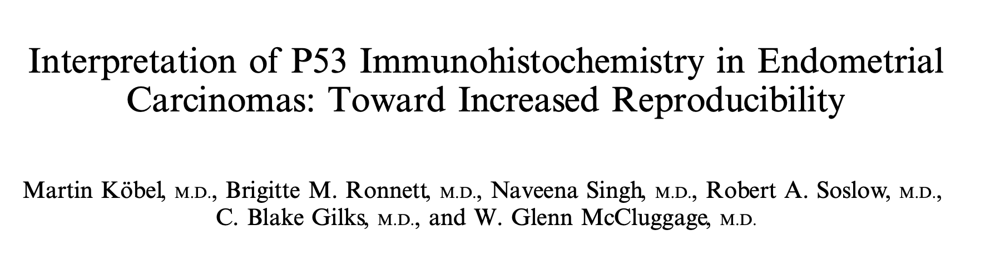 Interpretation of P53 Immunohistochemistry in Endometrial
Carcinomas: Toward Increased Reproducibility
Martin Köbel, M.D., Brigitte M. Ronnett, M.D., Naveena Singh, M.D., Robert A. Soslow, M.D.,
C. Blake Gilks, M.D., and W. Glenn McCluggage, M.D.